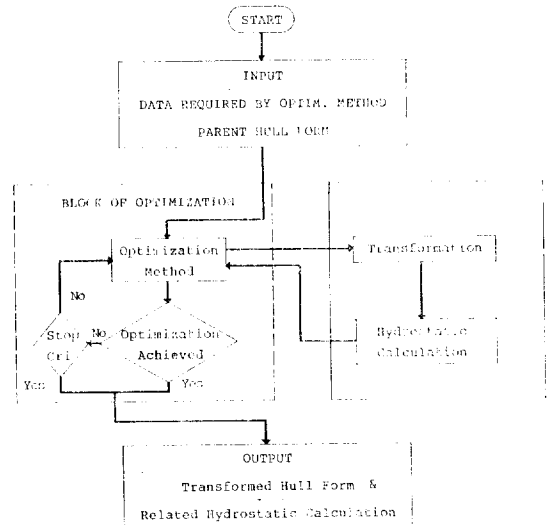 START
INPUT
DATA REQUIRED BY OPTIM. METHOD
PARENT HULL FORM
BLOCK OF OPTIMIZATION
Optimization
Method
Transformation
No
Stop
Cri
No
Optimization
Achieved
Hydrostatic
Calculation
Yes
Yes
OUTPUT
Transformed Hull Form &
Related Hydrostatic Calculation